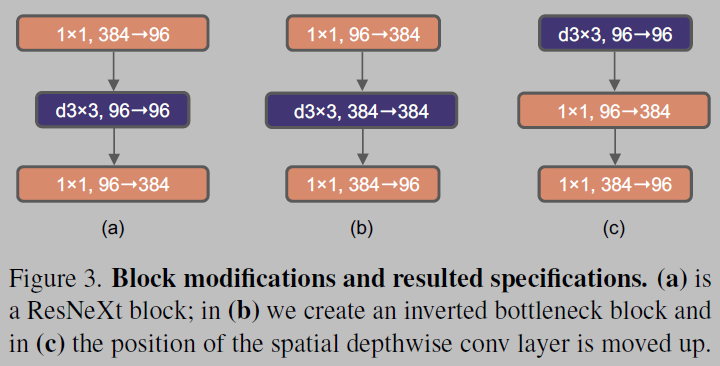 1×1, 384→96
d3×3, 96→96
1×1, 96→384
(a)
1×1, 96→384
d3×3, 384→384
1×1, 384→96
(b)
d3×3, 96→96
1×1, 96→384
1×1, 384→96
(c)
Figure 3. Block modifications and resulted specifications. (a) is
a ResNeXt block; in (b) we create an inverted bottleneck block and
in (c) the position of the spatial depthwise conv layer is moved up.